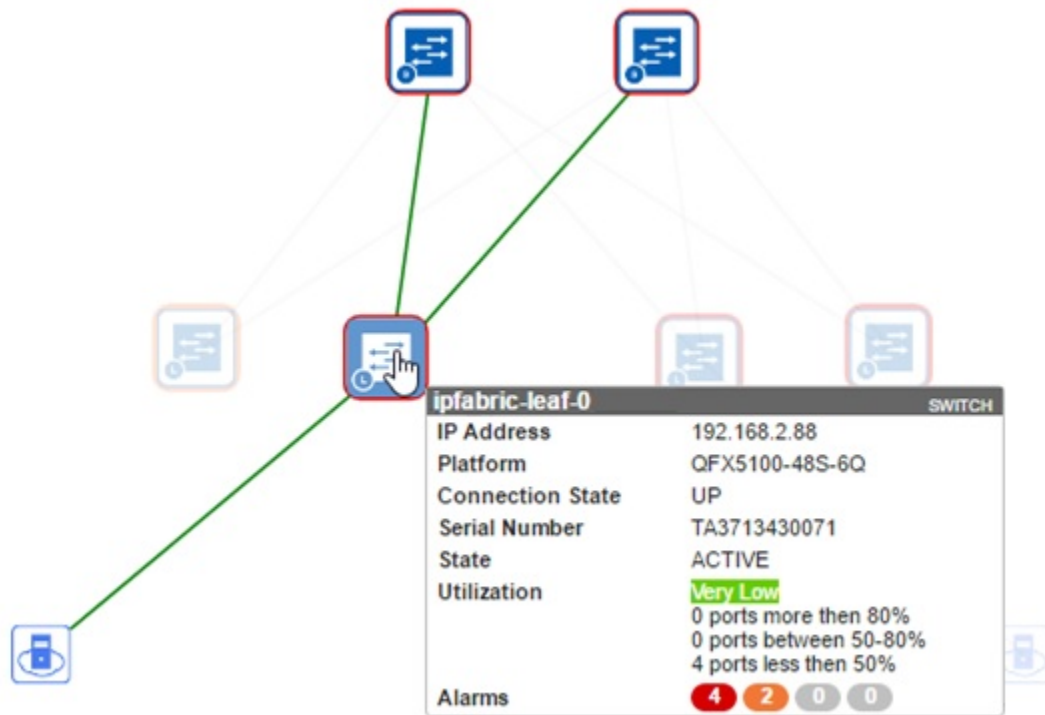 ipfabric-leaf-0 SWITCH
IP Address 192.168.2.88
Platform QFX5100-48S-6Q
Connection State UP
Serial Number TA3713430071
State ACTIVE
Utilization Very Low
0 ports more then 80%
0 ports between 50-80%
4 ports less then 50%
Alarms 4 2 0 0